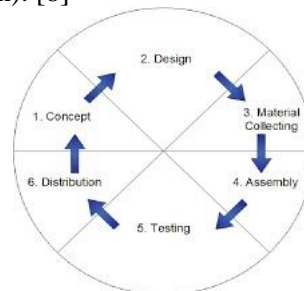 2. Design
1. Concept
3. Material
Collecting
6. Distribution
4. Assembly
5. Testing